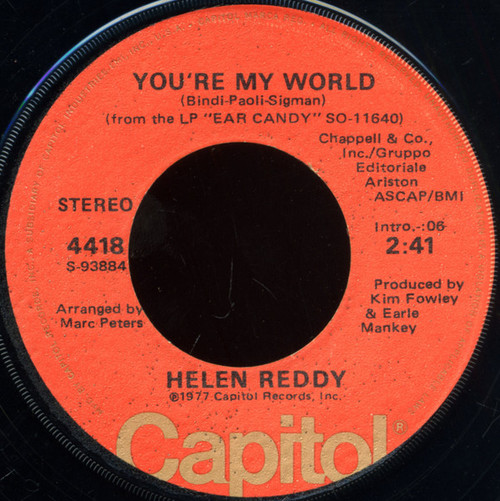 YOU'RE MY WORLD
(Bindi-Paoli-Sigman)
(from the LP "EAR CANDY" SO-11640)
Chappell & Co.,
Inc./Gruppo
Editoriale
Ariston
ASCAP/BMI
STEREO
4418
S-93884
Intro.-:06
2:41
Arranged by
Marc Peters
Produced by
Kim Fowley
& Earle
Mankey
HELEN REDDY
℗1977 Capitol Records, Inc.
Capitol®